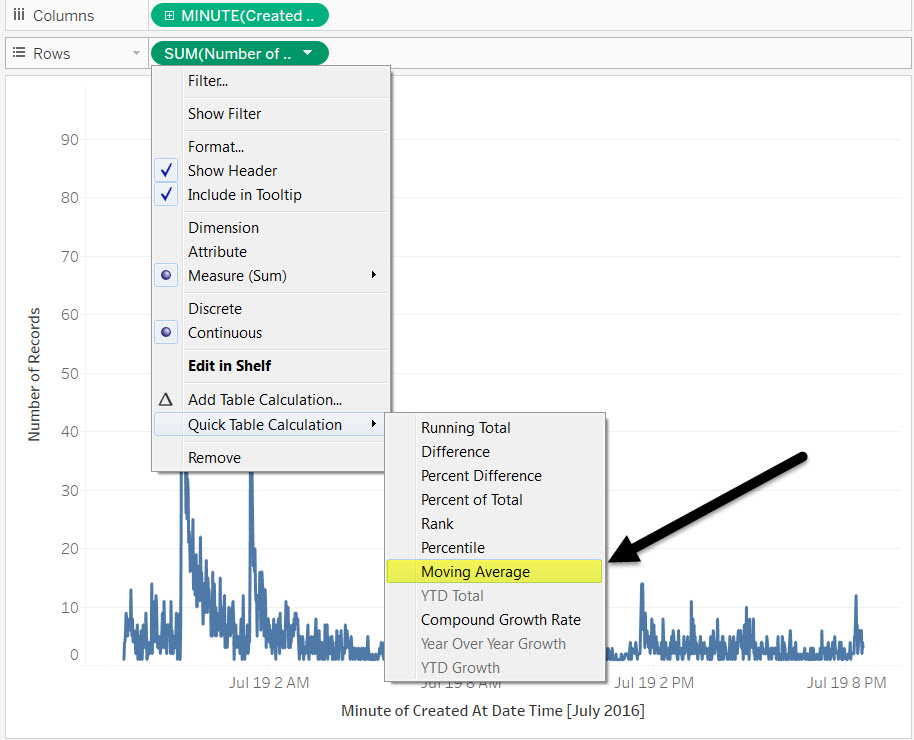 Columns
MINUTE(Created ..
Rows
SUM(Number of ..
Filter...
Show Filter
Format...
Show Header
Include in Tooltip
Dimension
Attribute
Measure (Sum)
Discrete
Continuous
Edit in Shelf
Add Table Calculation...
Quick Table Calculation
Remove
Running Total
Difference
Percent Difference
Percent of Total
Rank
Percentile
Moving Average
YTD Total
Compound Growth Rate
Year Over Year Growth
YTD Growth
Number of Records
90
80
70
60
50
40
30
20
10
0
Jul 19 2 AM
Jul 19 8 AM
Jul 19 2 PM
Jul 19 8 PM
Minute of Created At Date Time [July 2016]